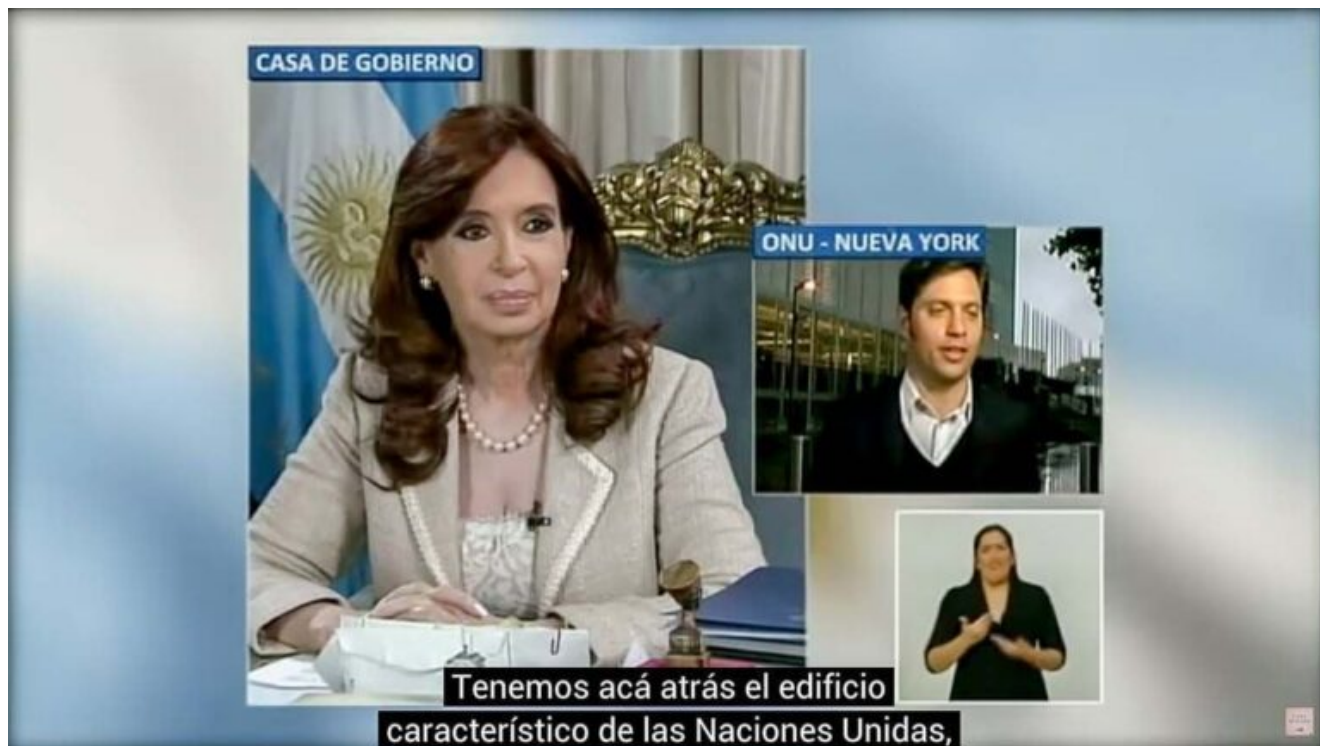 CASA DE GOBIERNO
ONU - NUEVA YORK
Tenemos acá atrás el edificio
característico de las Naciones Unidas,